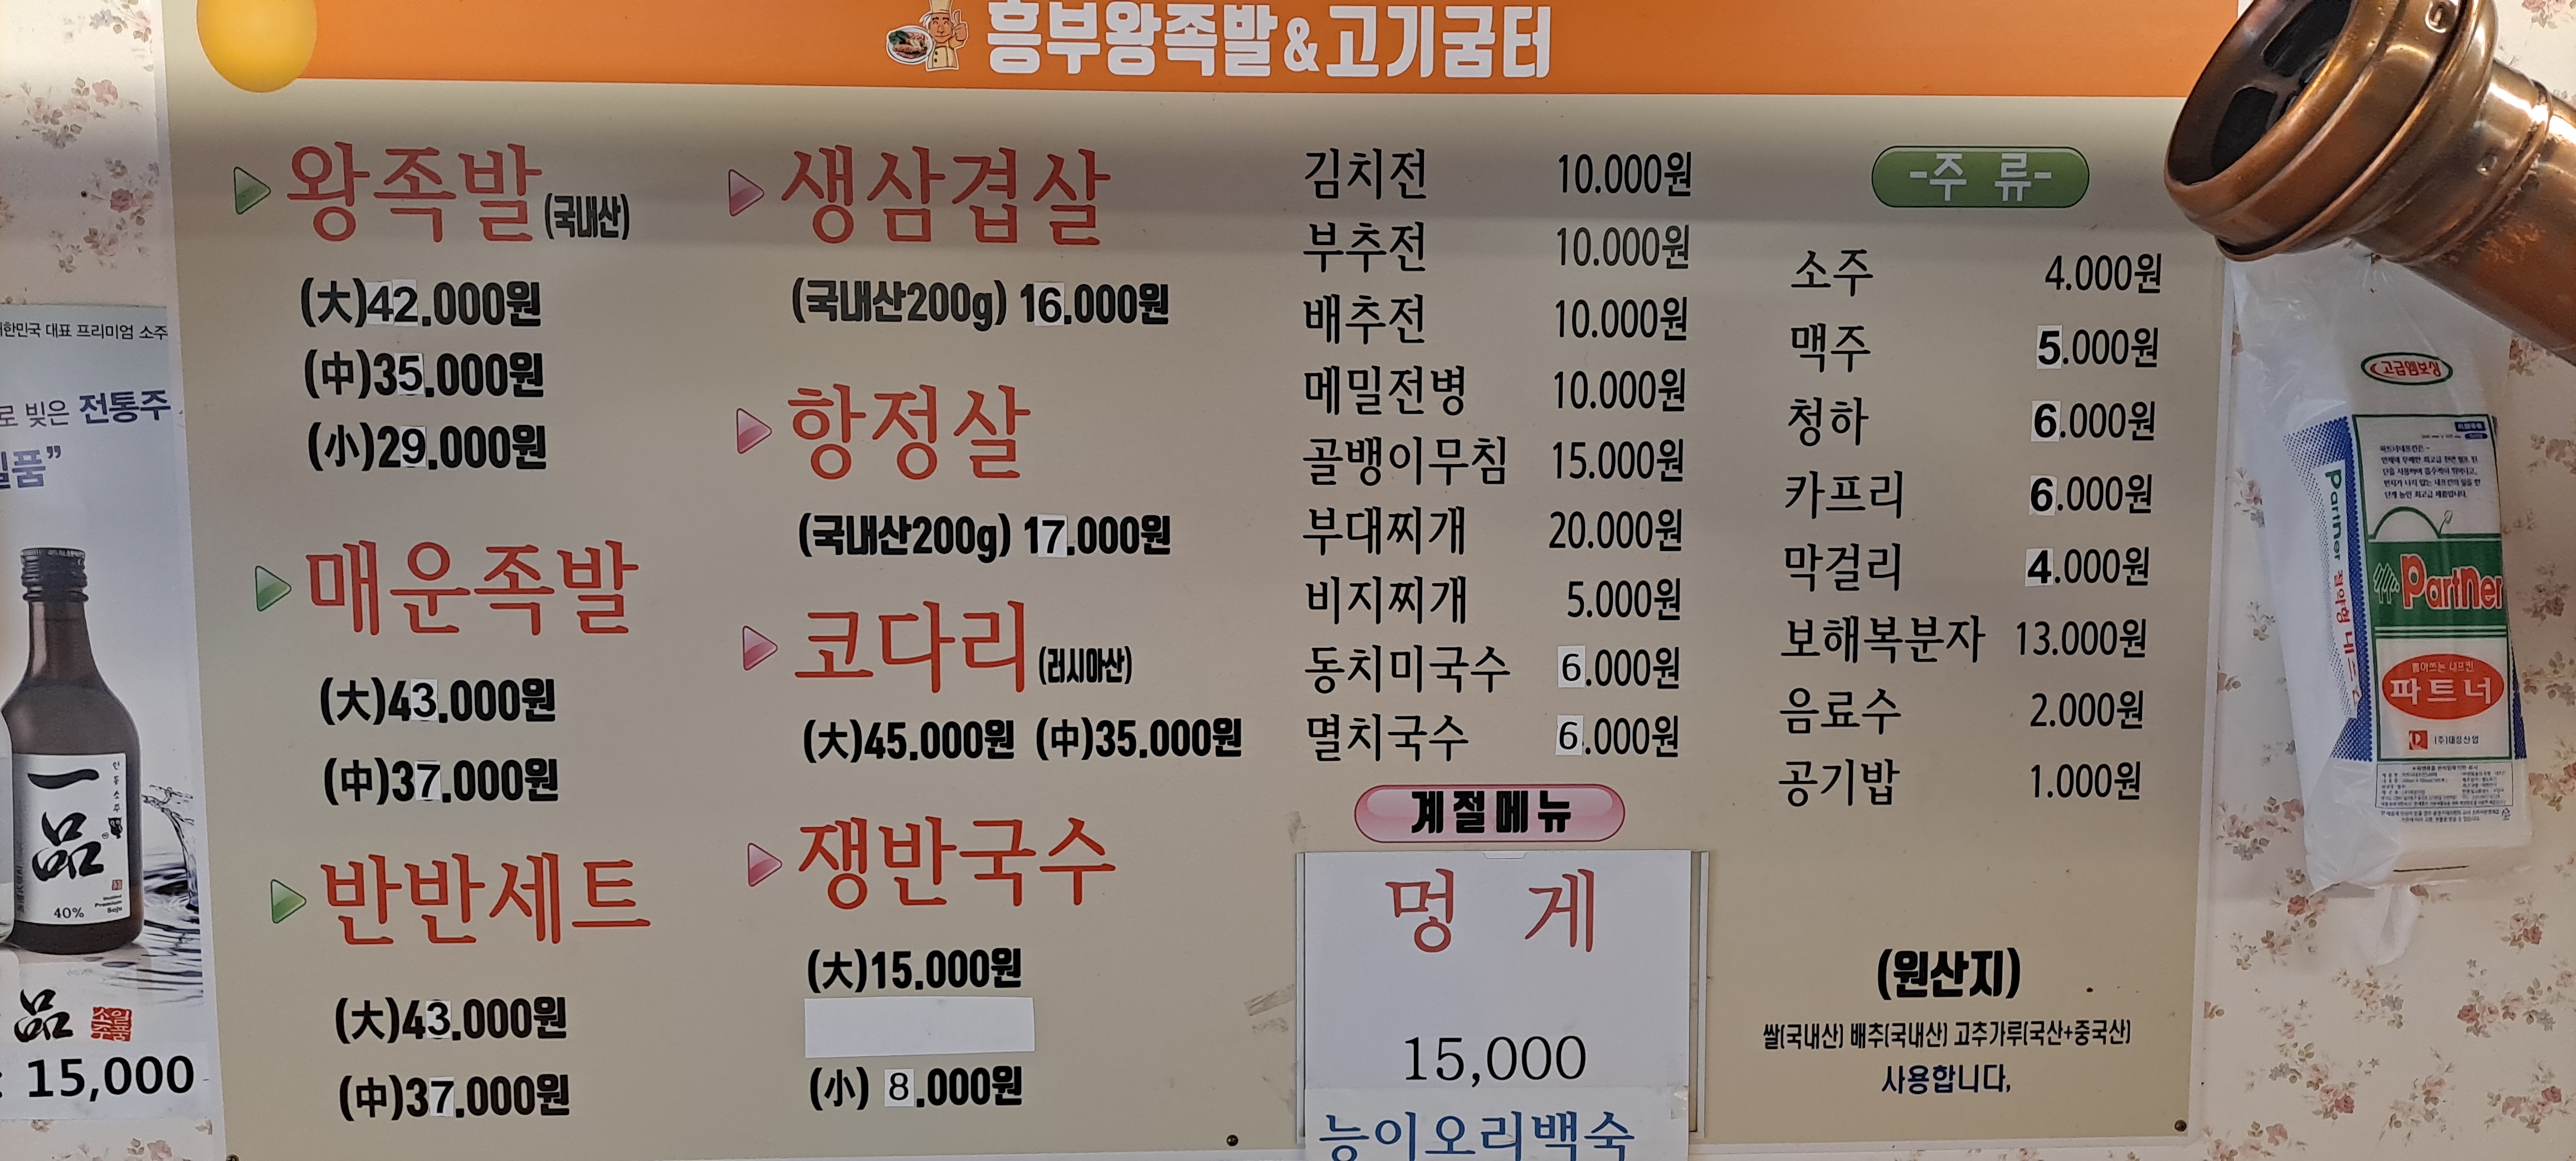 흥부왕족발&고기굼터
왕족발(국내산)
(大)42.000원
(中)35.000원
(小)29.000원
매운족발
(大)43.000원
(中)37.000원
반반세트
(大)43.000원
(中)37.000원
생삼겹살
(국내산200g) 16.000원
항정살
(국내산200g) 17.000원
코다리(러시아산)
(大)45.000원 (中)35.000원
쟁반국수
(大)15.000원
(小) 8.000원
김치전 10.000원
부추전 10.000원
배추전 10.000원
메밀전병 10.000원
골뱅이무침 15.000원
부대찌개 20.000원
비지찌개 5.000원
동치미국수 6.000원
멸치국수 6.000원
계절메뉴
멍 게
15,000
능이오리백숙
-주 류-
소주 4.000원
맥주 5.000원
청하 6.000원
카프리 6.000원
막걸리 4.000원
보해복분자 13.000원
음료수 2.000원
공기밥 1.000원
(원산지)
쌀(국내산) 배추(국내산) 고추가루(국산+중국산)
사용합니다,
대표 프리미엄 소주
로 빚은 전통주
一品
40%
: 15,000
고급엠보싱
Partner
Partner
뽑아쓰는 내프킨
파트너
(주)대성산업